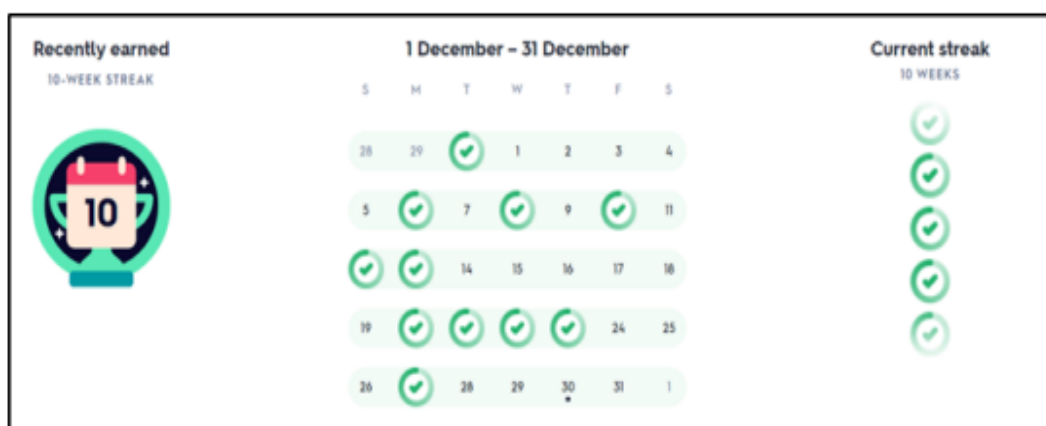 Recently earned
10-WEEK STREAK
10
1 December – 31 December
S M T W T F S
28 29 1 2 3 4
5 7 9 11
14 15 16 17 18
19 24 25
26 28 29 30 31 1
Current streak
10 WEEKS